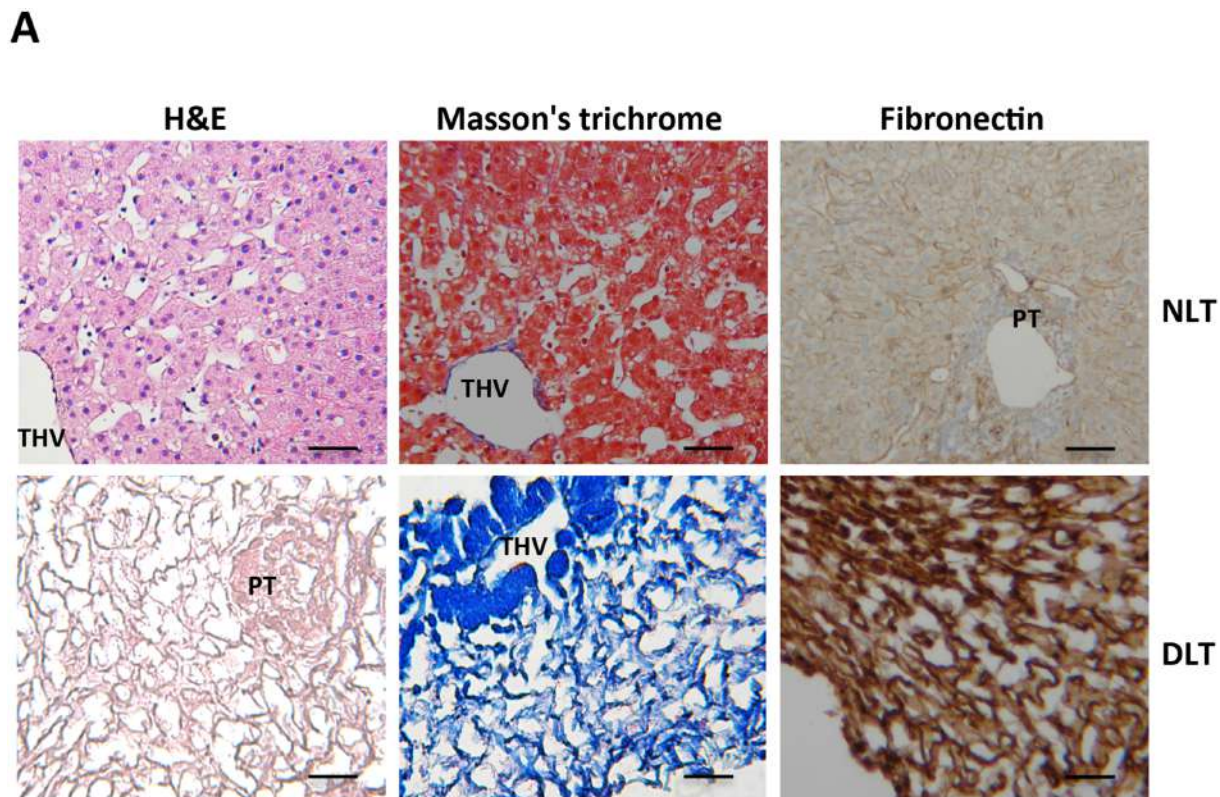 A
H&E
Masson's trichrome
Fibronectin
THV
THV
PT
NLT
PT
THV
DLT